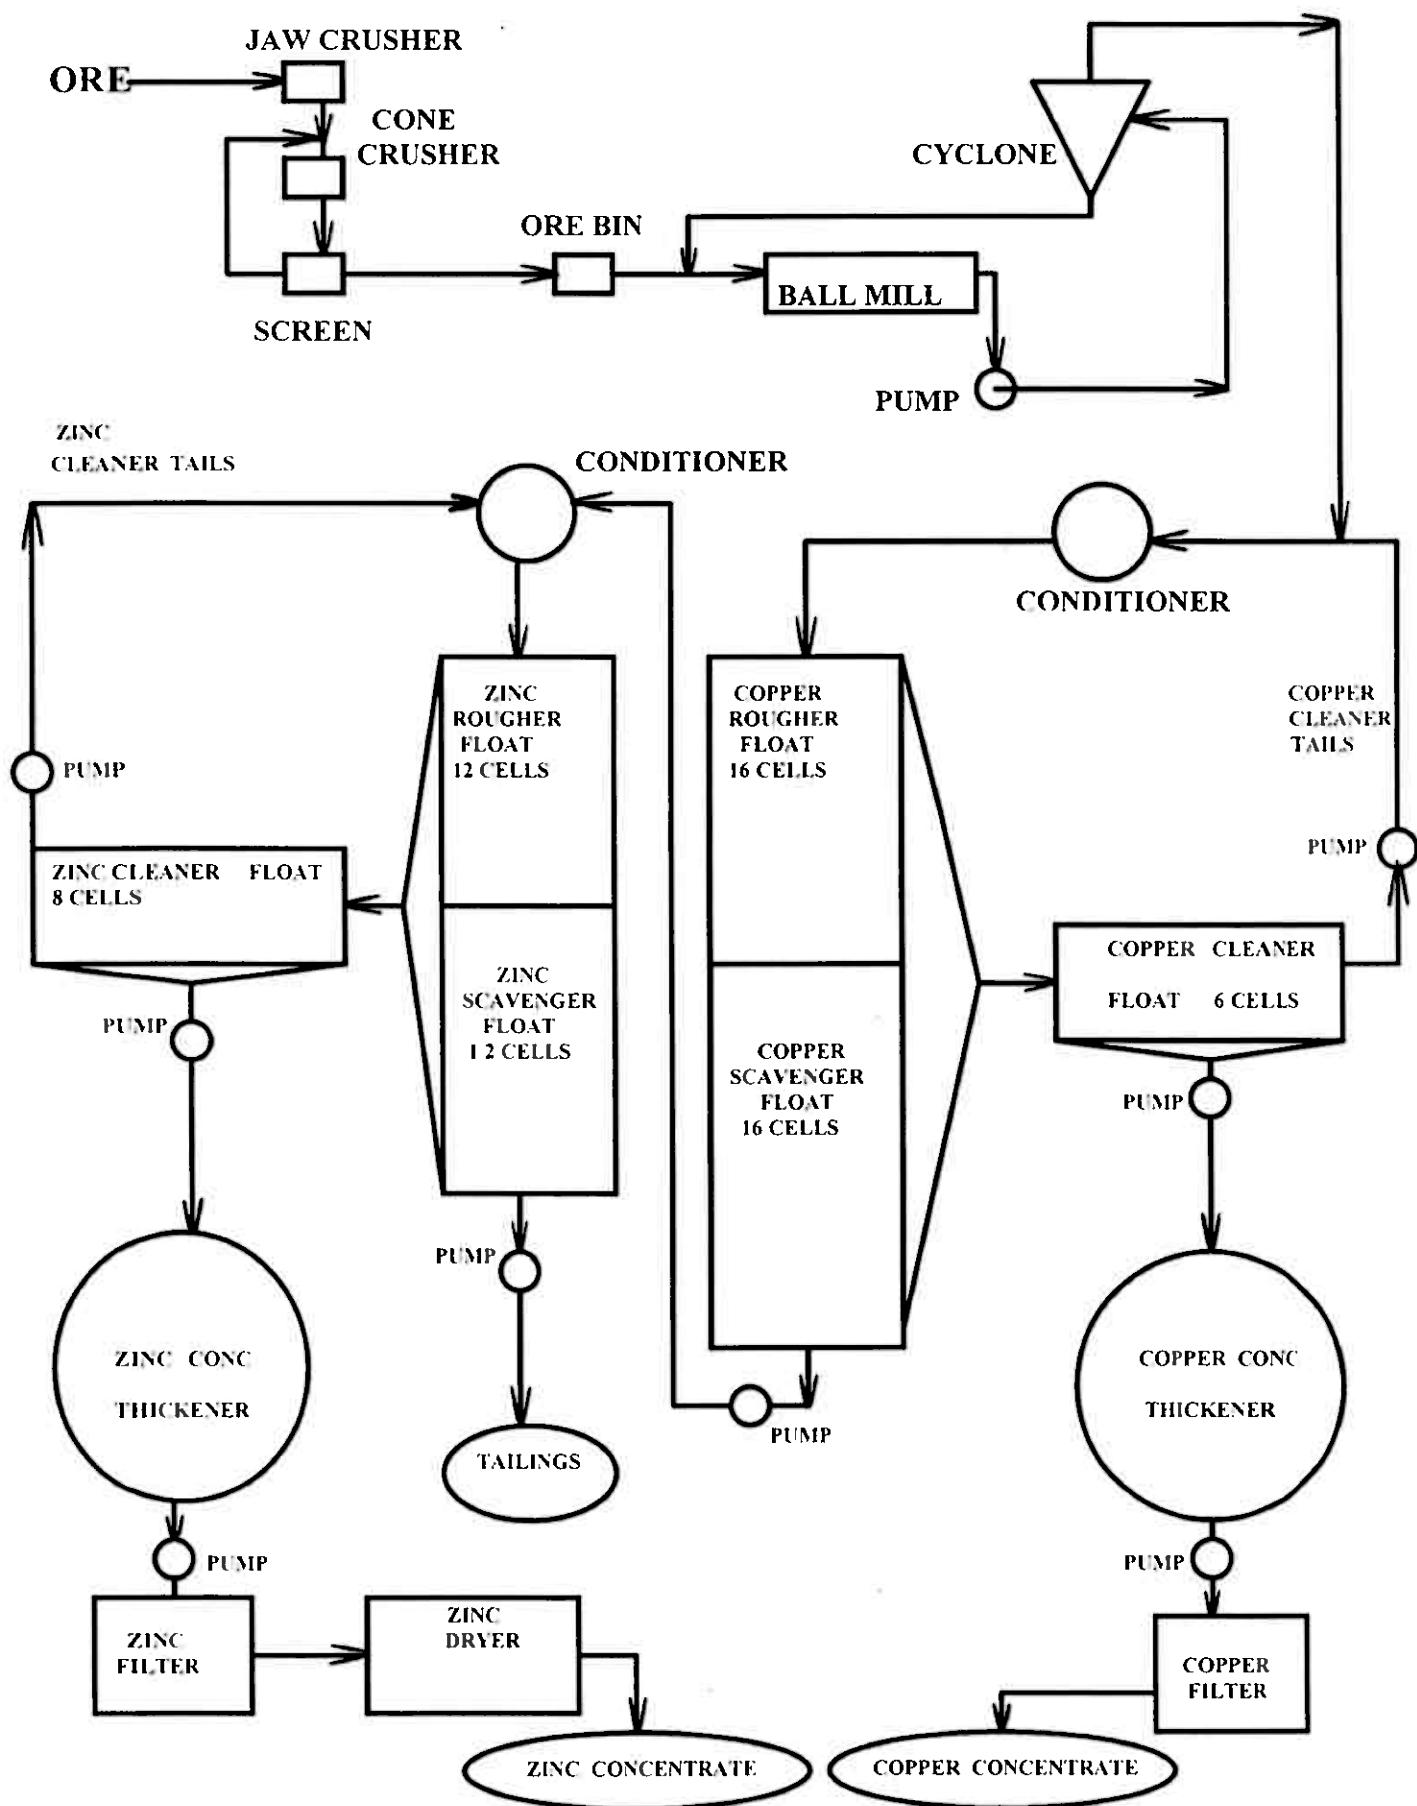 JAW CRUSHER
ORE
CONE
CRUSHER
CYCLONE
ORE BIN
BALL MILL
SCREEN
PUMP
ZINC
CLEANER TAILS
CONDITIONER
CONDITIONER
ZINC
ROUGHER
FLOAT
12 CELLS
COPPER
ROUGHER
FLOAT
16 CELLS
COPPER
CLEANER
TAILS
PUMP
PUMP
ZINC CLEANER FLOAT
8 CELLS
COPPER CLEANER
FLOAT 6 CELLS
ZINC
SCAVENGER
FLOAT
1 2 CELLS
PUMP
COPPER
SCAVENGER
FLOAT
16 CELLS
PUMP
PUMP
ZINC CONC
THICKENER
COPPER CONC
THICKENER
PUMP
TAILINGS
PUMP
PUMP
ZINC
FILTER
ZINC
DRYER
COPPER
FILTER
ZINC CONCENTRATE
COPPER CONCENTRATE